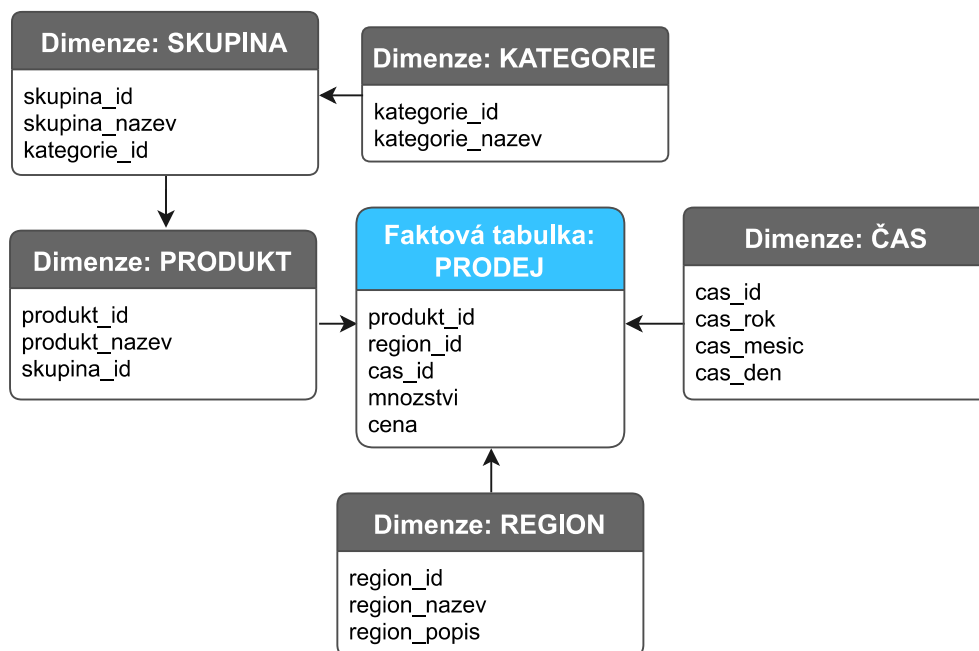 Dimenze: SKUPINA
skupina_id
skupina_nazev
kategorie_id
Dimenze: KATEGORIE
kategorie_id
kategorie_nazev
Dimenze: PRODUKT
produkt_id
produkt_nazev
skupina_id
Faktová tabulka:
PRODEJ
produkt_id
region_id
cas_id
mnozstvi
cena
Dimenze: ČAS
cas_id
cas_rok
cas_mesic
cas_den
Dimenze: REGION
region_id
region_nazev
region_popis